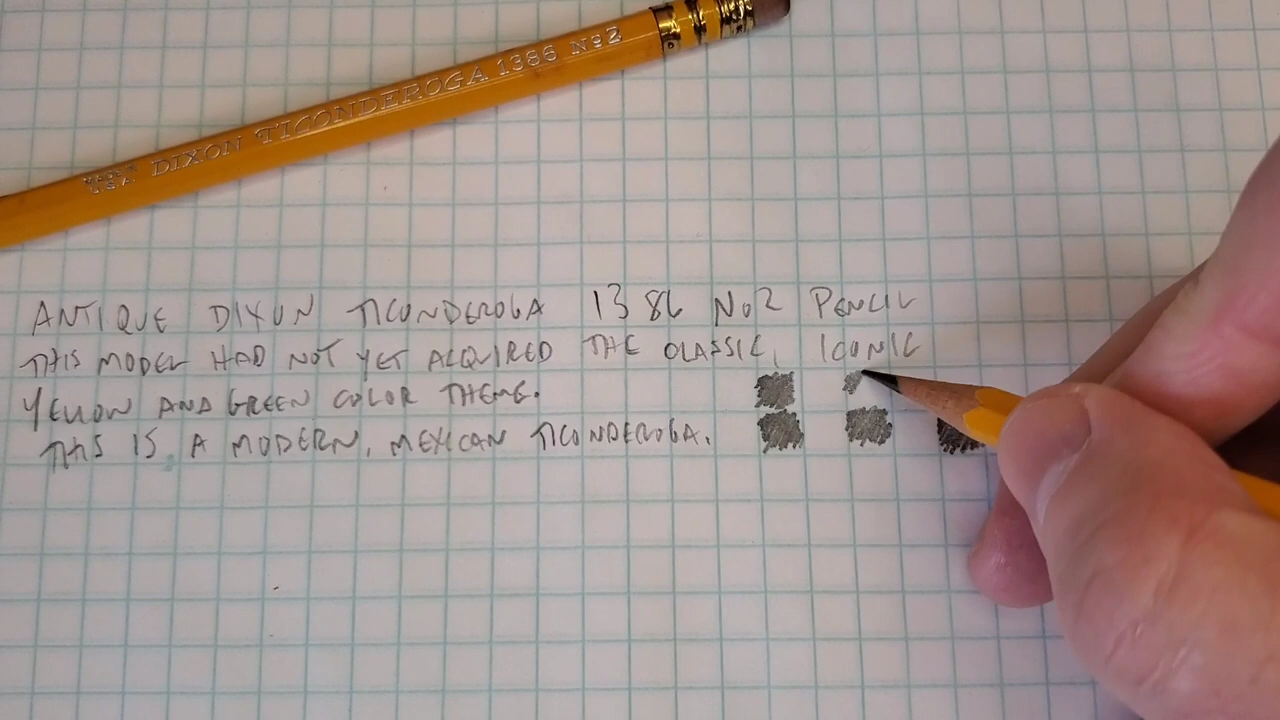 MADE IN
U.S.A. DIXON TICONDEROGA 1386 No2
ANTIQUE DIXON TICONDEROGA 1386 No2 PENCIL
THIS MODEL HAD NOT YET ACQUIRED THE CLASSIC, ICONIC
YELLOW AND GREEN COLOR THEME.
THIS IS A MODERN, MEXICAN TICONDEROGA.